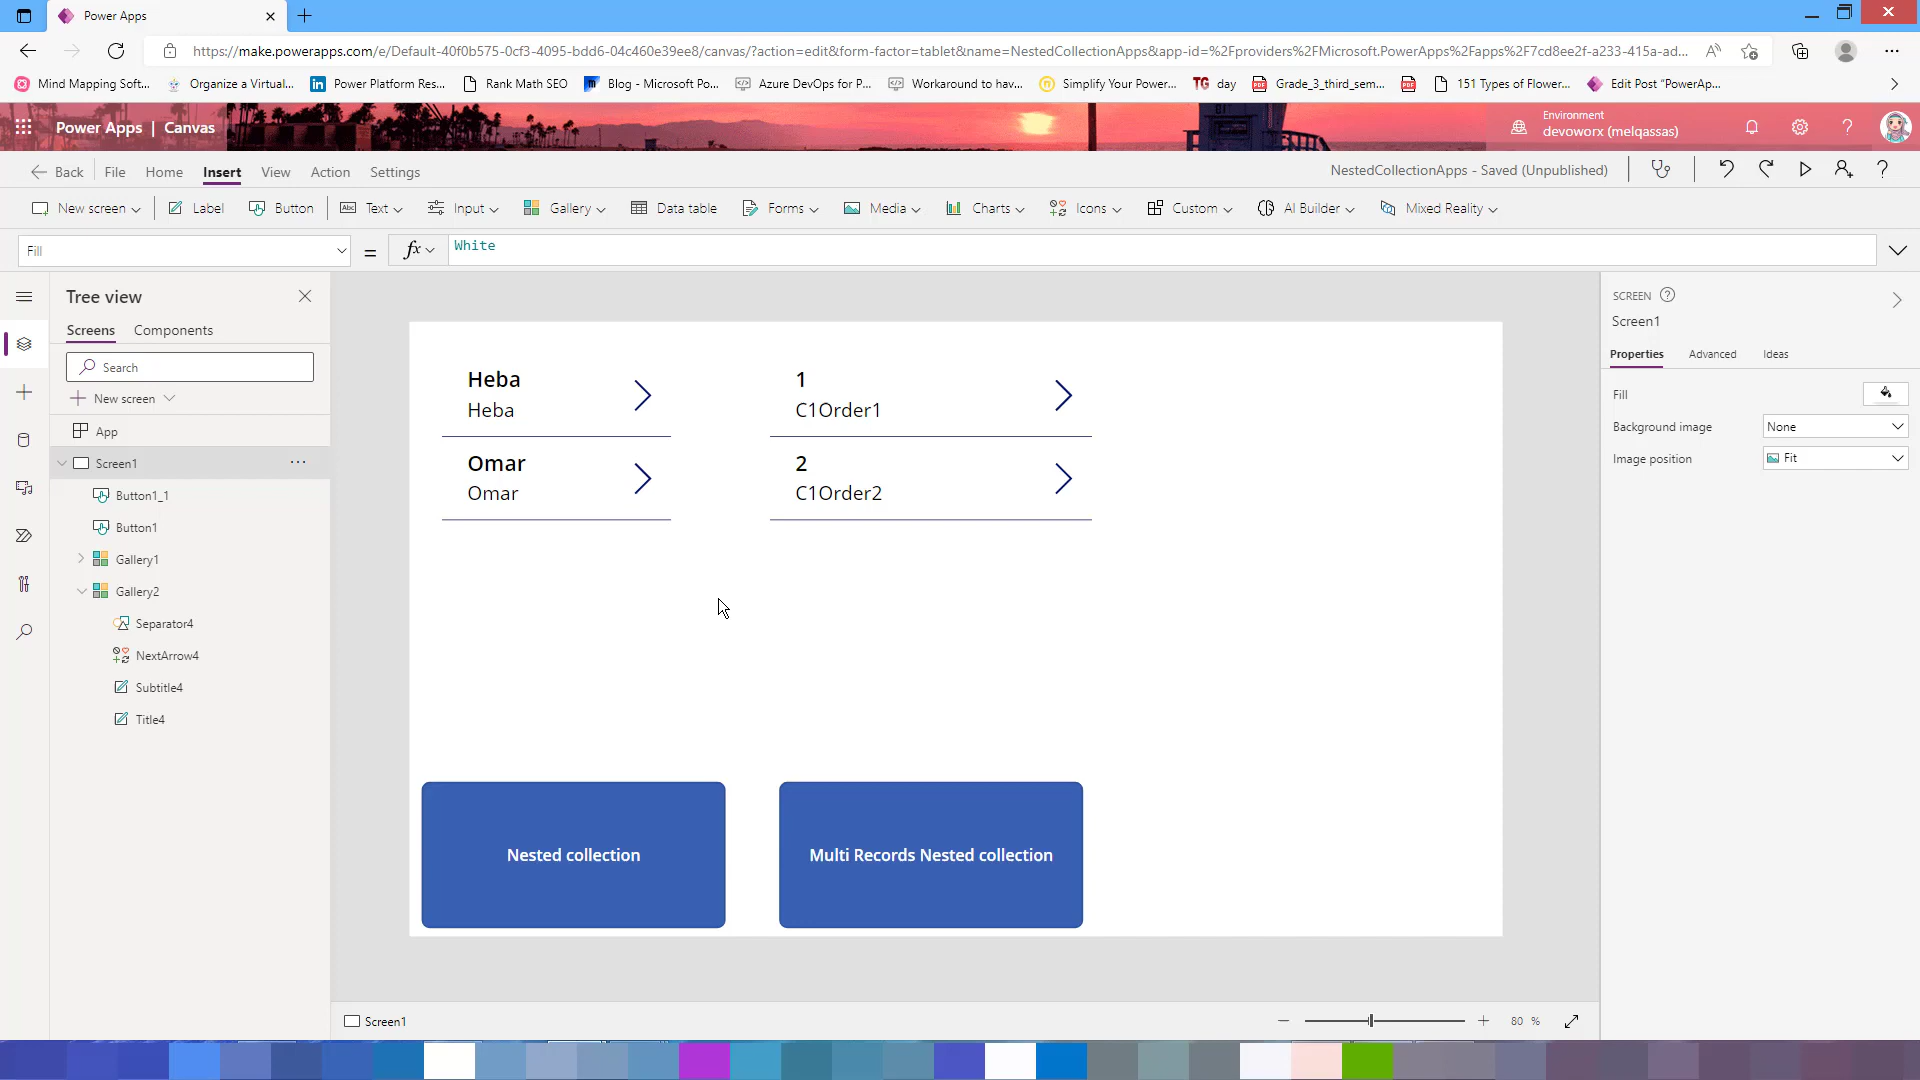 Power Apps
https://make.powerapps.com/e/Default-40f0b575-0cf3-4095-bdd6-04c460e39ee8/canvas/?action=edit&form-factor=tablet&name=NestedCollectionApps&app-id=%2Fproviders%2FMicrosoft.PowerApps%2Fapps%2F7cd8ee2f-a233-415a-ad...
Mind Mapping Soft... Organize a Virtual... Power Platform Res... Rank Math SEO Blog - Microsoft Po... Azure DevOps for P... Workaround to hav... Simplify Your Power... TG day Grade_3_third_sem... 151 Types of Flower... Edit Post "PowerAp...
Power Apps | Canvas
Environment
devoworx (melqassas)
Back File Home Insert View Action Settings NestedCollectionApps - Saved (Unpublished)
New screen Label Button Text Input Gallery Data table Forms Media Charts Icons Custom AI Builder Mixed Reality
Fill = fx White
Tree view
Screens Components
Search
New screen
App
Screen1
Button1_1
Button1
Gallery1
Gallery2
Separator4
NextArrow4
Subtitle4
Title4
Heba
Heba
Omar
Omar
1
C1Order1
2
C1Order2
Nested collection
Multi Records Nested collection
SCREEN
Screen1
Properties Advanced Ideas
Fill
Background image None
Image position Fit
Screen1
80 %